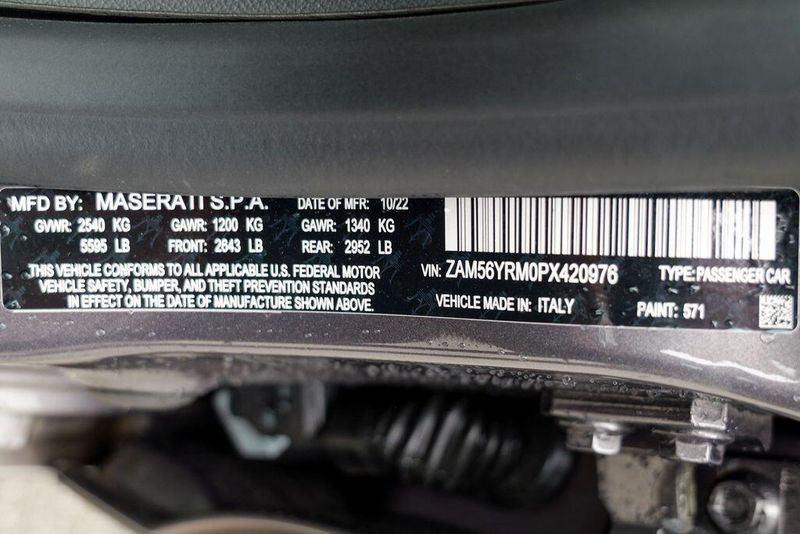 MFD BY: MASERATI S.P.A. DATE OF MFR: 10/22
GVWR: 2540 KG GAWR: 1200 KG GAWR: 1340 KG
5595 LB FRONT: 2643 LB REAR: 2952 LB
THIS VEHICLE CONFORMS TO ALL APPLICABLE U.S. FEDERAL MOTOR
VEHICLE SAFETY, BUMPER, AND THEFT PREVENTION STANDARDS
IN EFFECT ON THE DATE OF MANUFACTURE SHOWN ABOVE.
VIN: ZAM56YRM0PX420976 TYPE: PASSENGER CAR
VEHICLE MADE IN: ITALY PAINT: 571